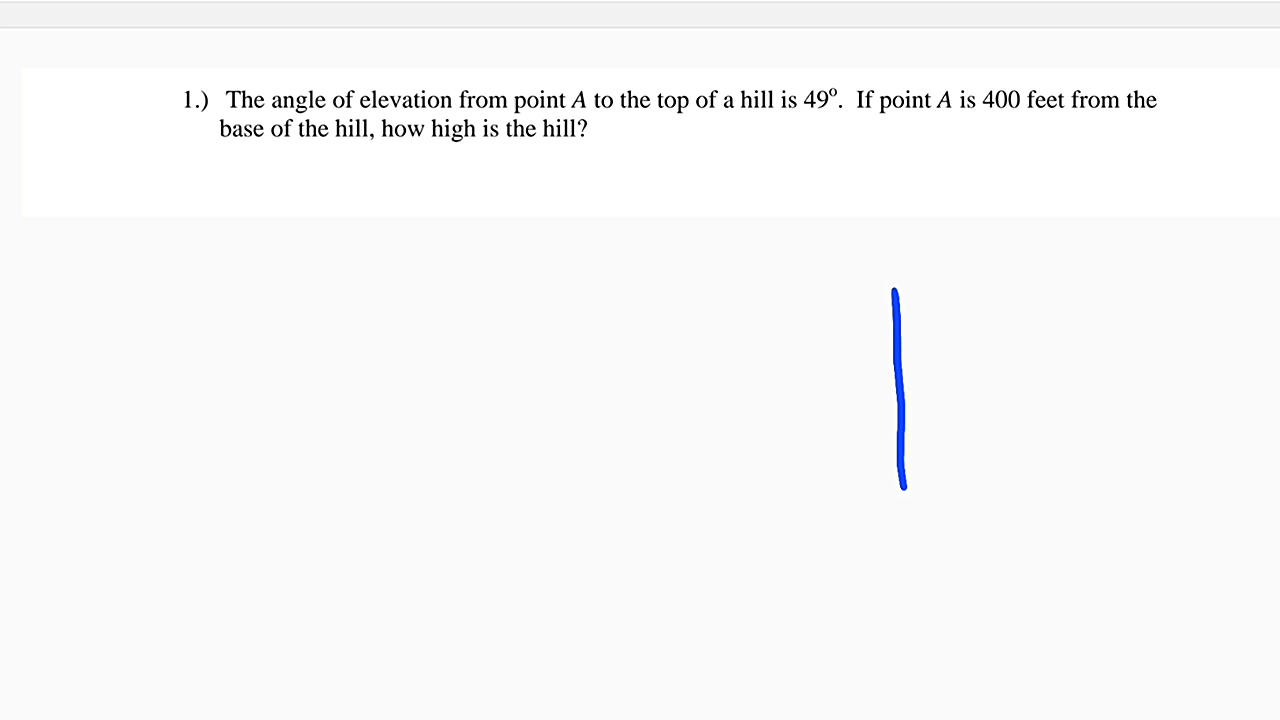 1.) The angle of elevation from point A to the top of a hill is 49º. If point A is 400 feet from the
base of the hill, how high is the hill?